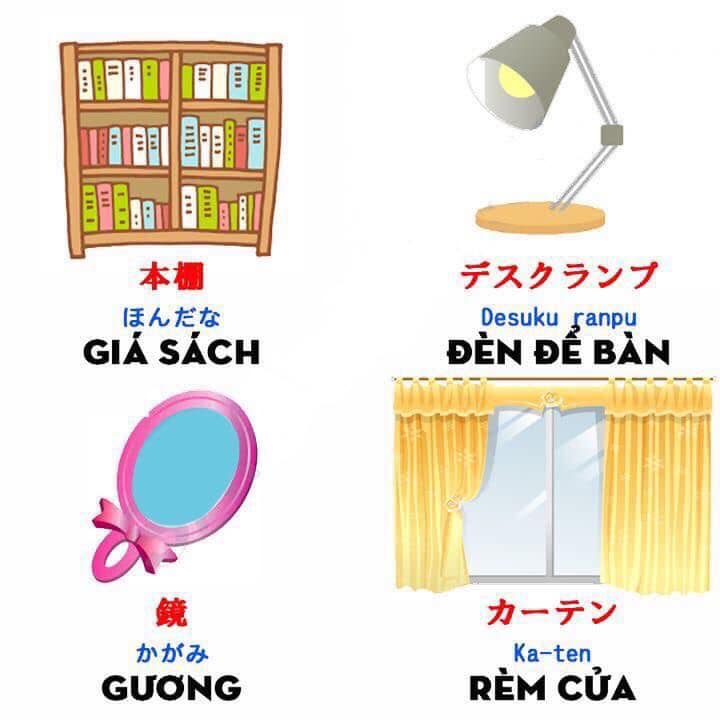 本棚
ほんだな
GIÁ SÁCH
デスクランプ
Desuku ranpu
ĐÈN ĐỂ BÀN
鏡
かがみ
GƯƠNG
カーテン
Ka-ten
RÈM CỬA